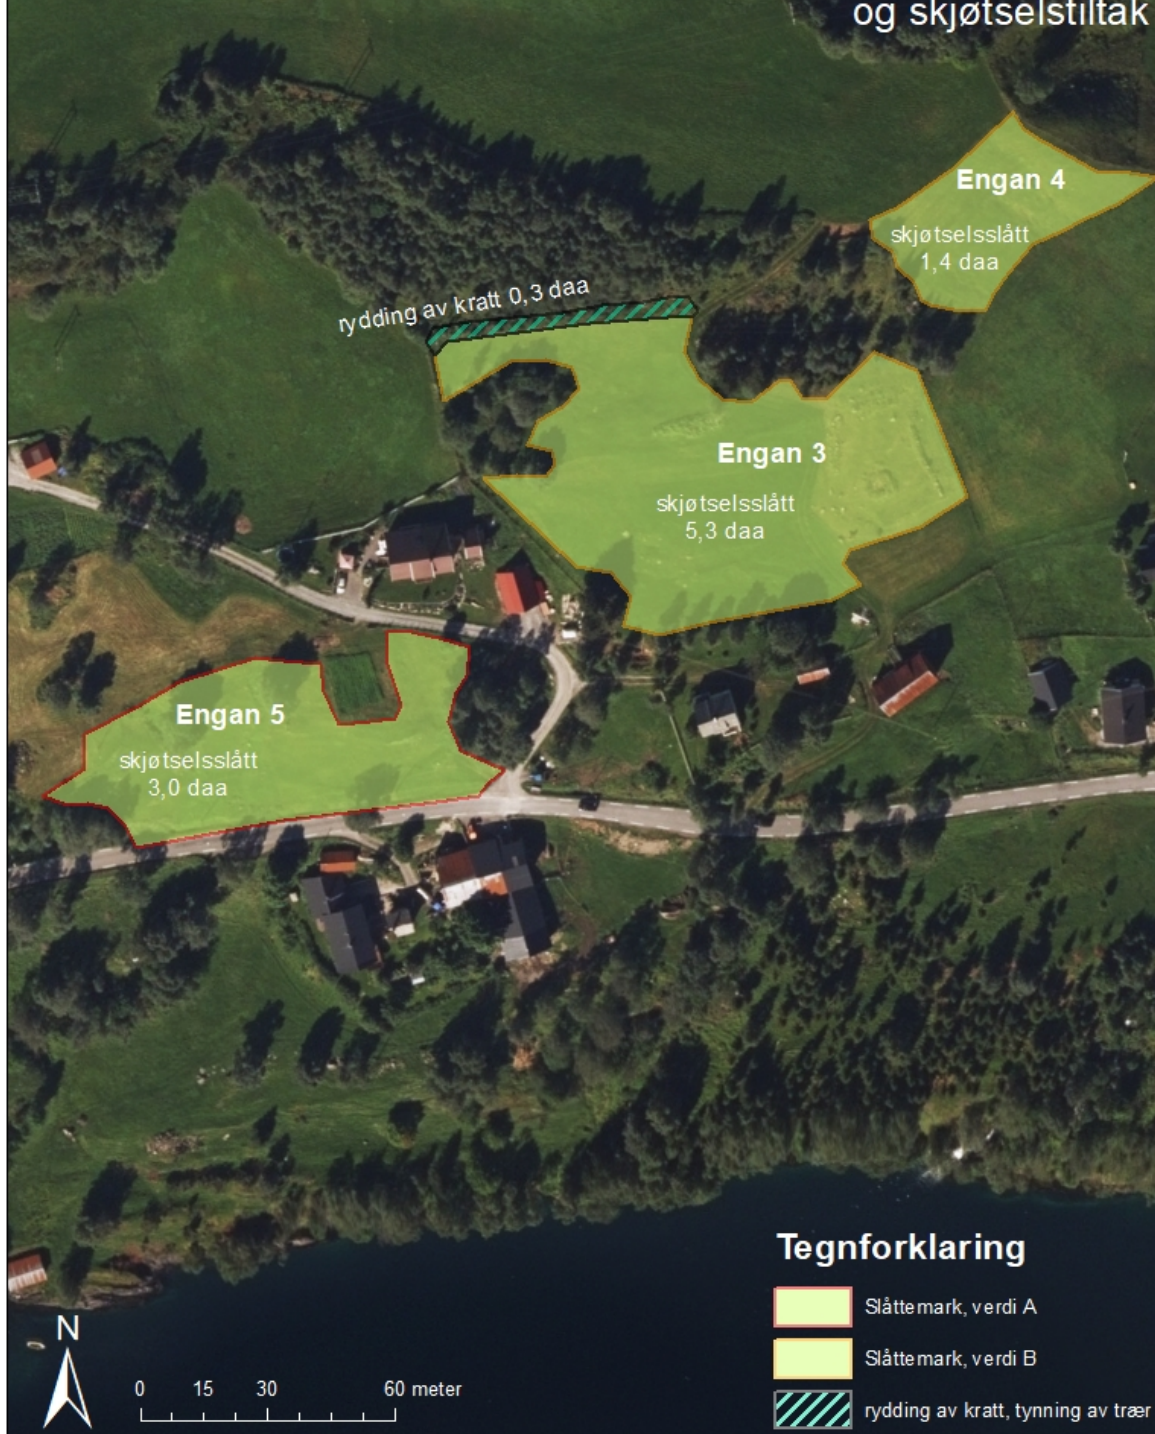 og skjøtselstiltak
Engan 4
skjøtselsslått
1,4 daa
rydding av kratt 0,3 daa
Engan 3
skjøtselsslått
5,3 daa
Engan 5
skjøtselsslått
3,0 daa
Tegnforklaring
Slåttemark, verdi A
Slåttemark, verdi B
rydding av kratt, tynning av trær
N
0 15 30 60 meter